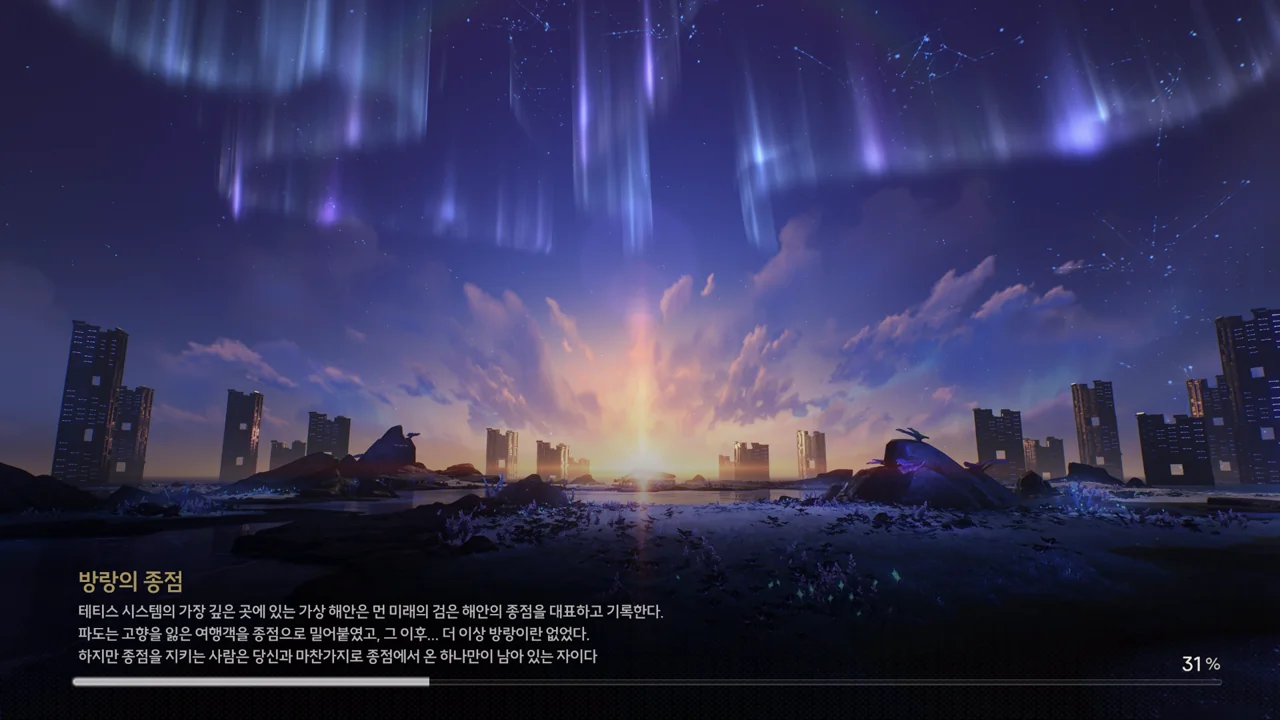 방랑의 종점
테티스 시스템의 가장 깊은 곳에 있는 가상 해안은 먼 미래의 검은 해안의 종점을 대표하고 기록한다.
파도는 고향을 잃은 여행객을 종점으로 밀어붙였고, 그 이후... 더 이상 방랑이란 없었다.
하지만 종점을 지키는 사람은 당신과 마찬가지로 종점에서 온 하나만이 남아 있는 자이다
31 %